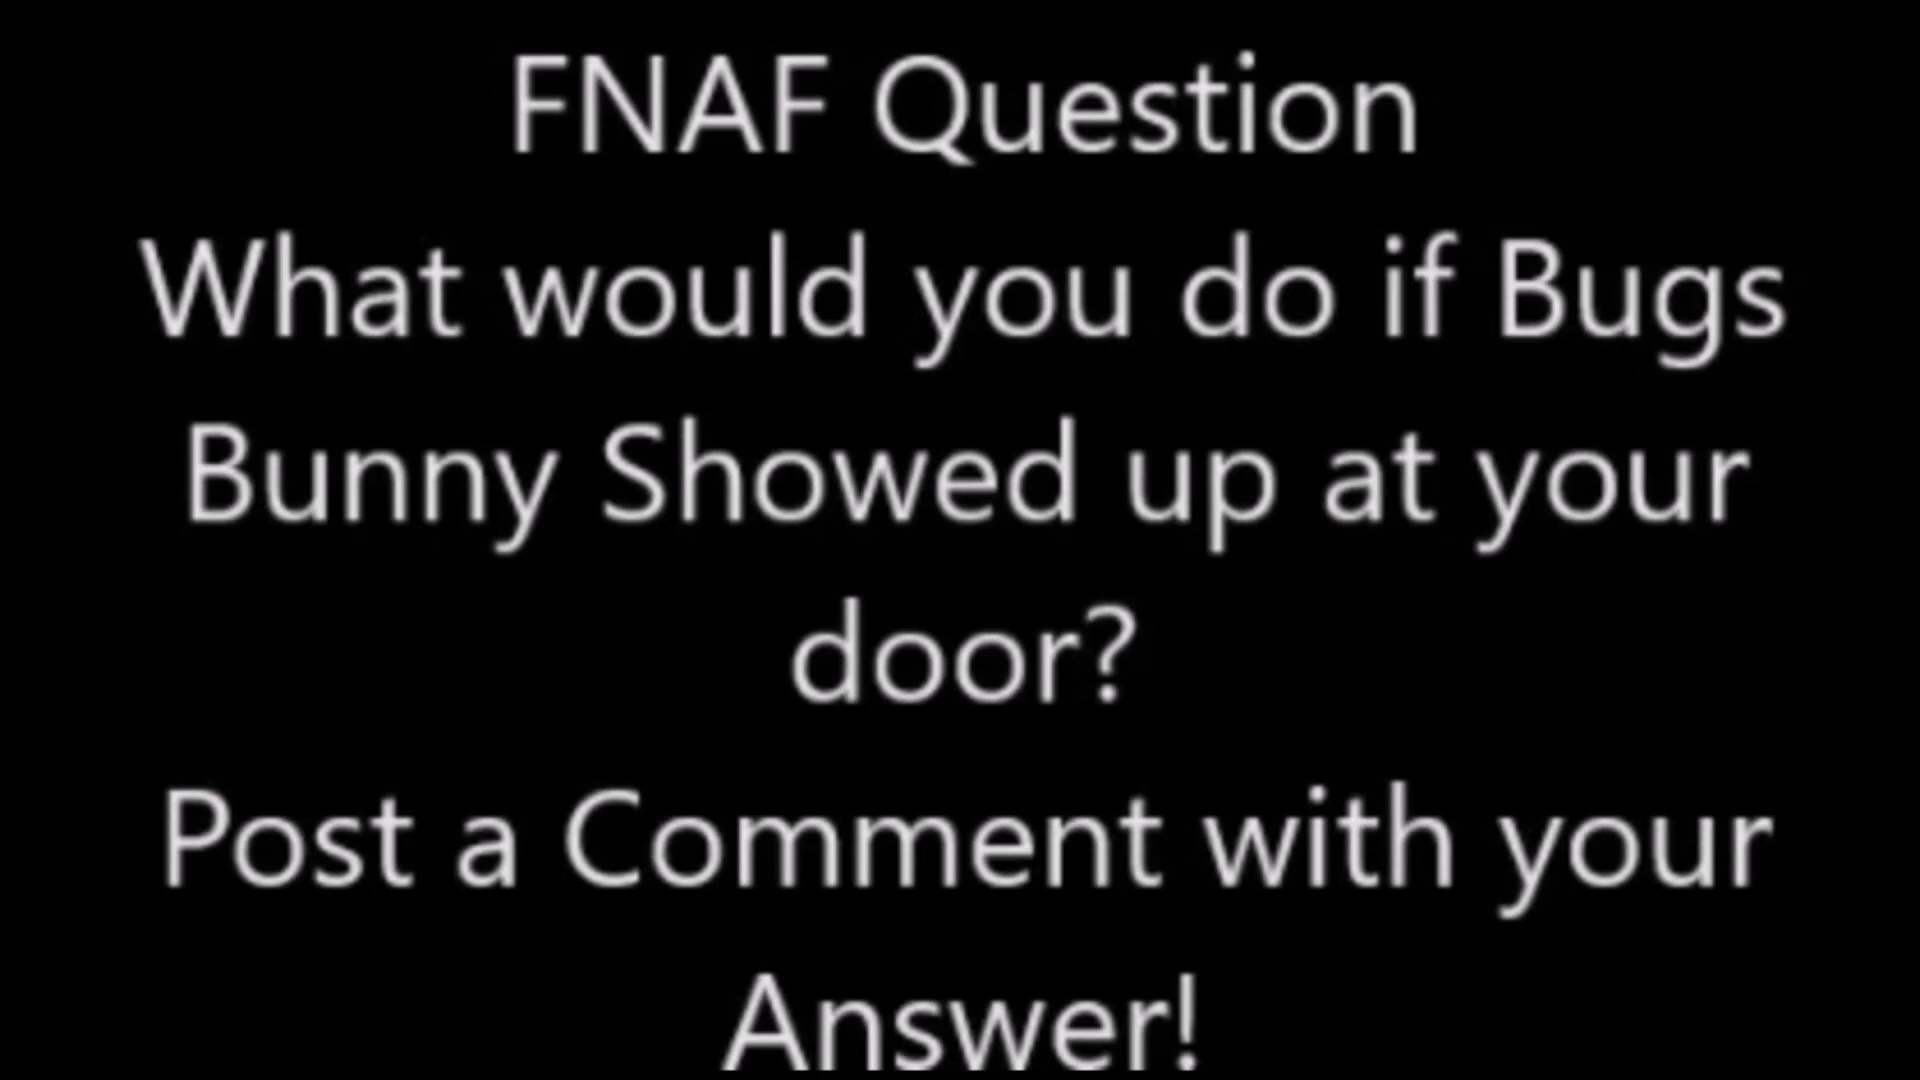 FNAF Question
What would you do if Bugs
Bunny Showed up at your
door?
Post a Comment with your
Answer!